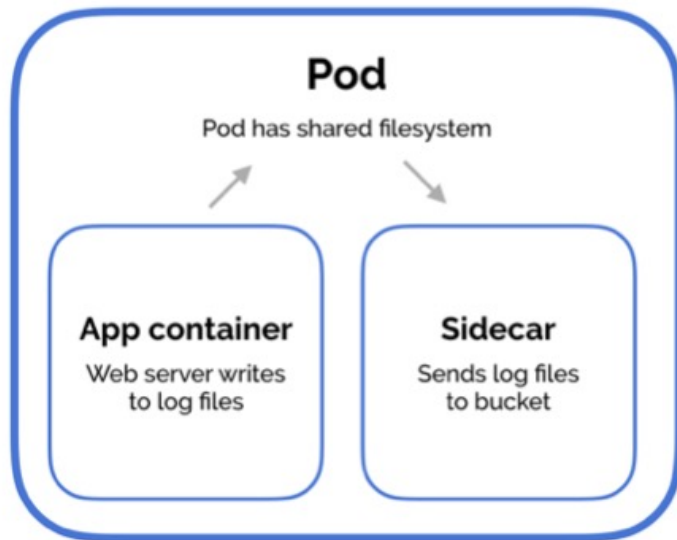 Pod
Pod has shared filesystem
App container
Web server writes
to log files
Sidecar
Sends log files
to bucket